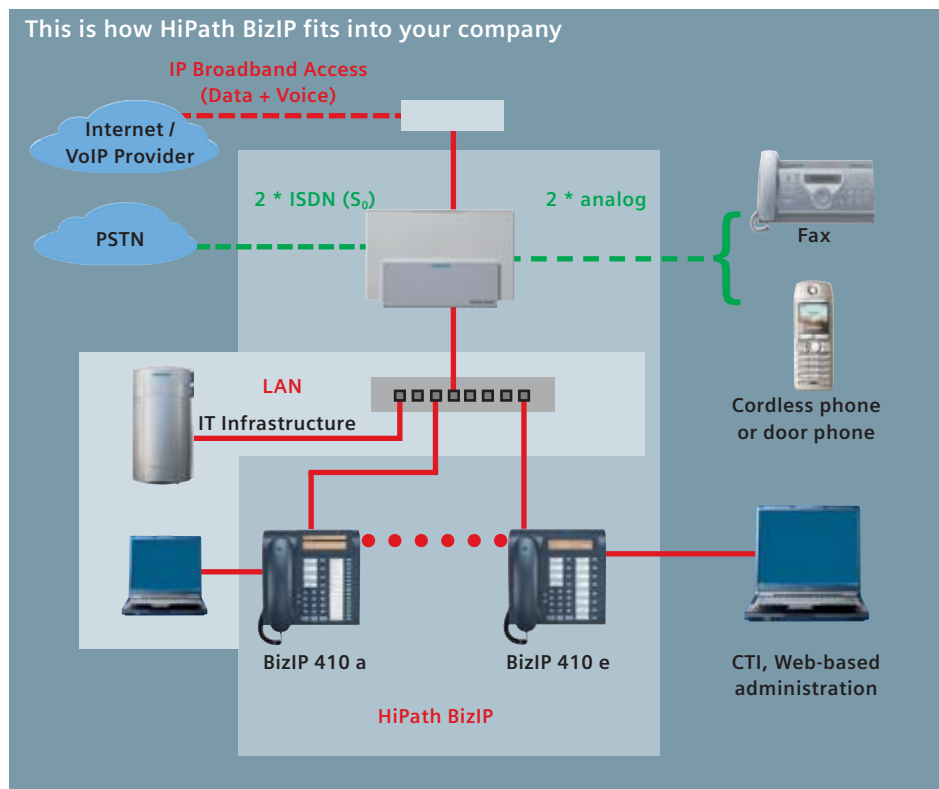 This is how HiPath BizIP fits into your company
IP Broadband Access
(Data + Voice)
Internet /
VoIP Provider
2 * ISDN (S₀)
2 * analog
PSTN
Fax
LAN
IT Infrastructure
Cordless phone
or door phone
BizIP 410 a
BizIP 410 e
CTI, Web-based
administration
HiPath BizIP